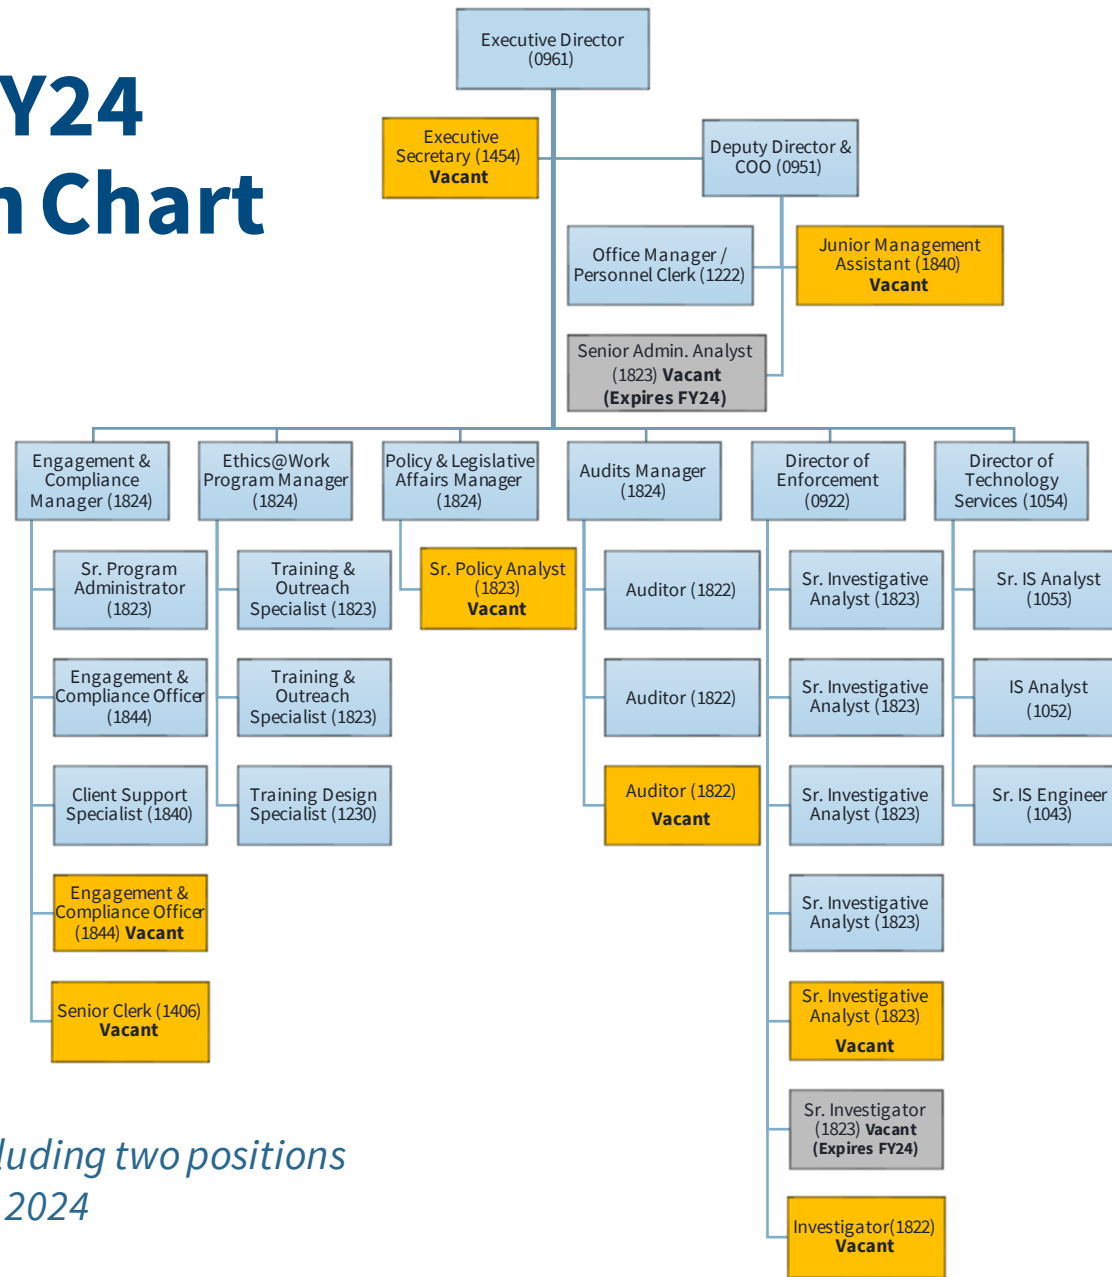 Executive Director
(0961)
Y24
Chart
Executive
Secretary (1454)
Vacant
Deputy Director &
COO (0951)
Office Manager /
Personnel Clerk (1222)
Junior Management
Assistant (1840)
Vacant
Senior Admin. Analyst
(1823) Vacant
(Expires FY24)
Engagement &
Compliance
Manager (1824)
Ethics@Work
Program Manager
(1824)
Policy & Legislative
Affairs Manager
(1824)
Audits Manager
(1824)
Director of
Enforcement
(0922)
Director of
Technology
Services (1054)
Sr. Program
Administrator
(1823)
Training &
Outreach
Specialist (1823)
Sr. Policy Analyst
(1823)
Vacant
Auditor (1822)
Sr. Investigative
Analyst (1823)
Sr. IS Analyst
(1053)
Engagement &
Compliance Officer
(1844)
Training &
Outreach
Specialist (1823)
Auditor (1822)
Sr. Investigative
Analyst (1823)
IS Analyst
(1052)
Client Support
Specialist (1840)
Training Design
Specialist (1230)
Auditor (1822)
Vacant
Sr. Investigative
Analyst (1823)
Sr. IS Engineer
(1043)
Engagement &
Compliance Officer
(1844) Vacant
Sr. Investigative
Analyst (1823)
Senior Clerk (1406)
Vacant
Sr. Investigative
Analyst (1823)
Vacant
Sr. Investigator
(1823) Vacant
(Expires FY24)
Investigator(1822)
Vacant
luding two positions
2024